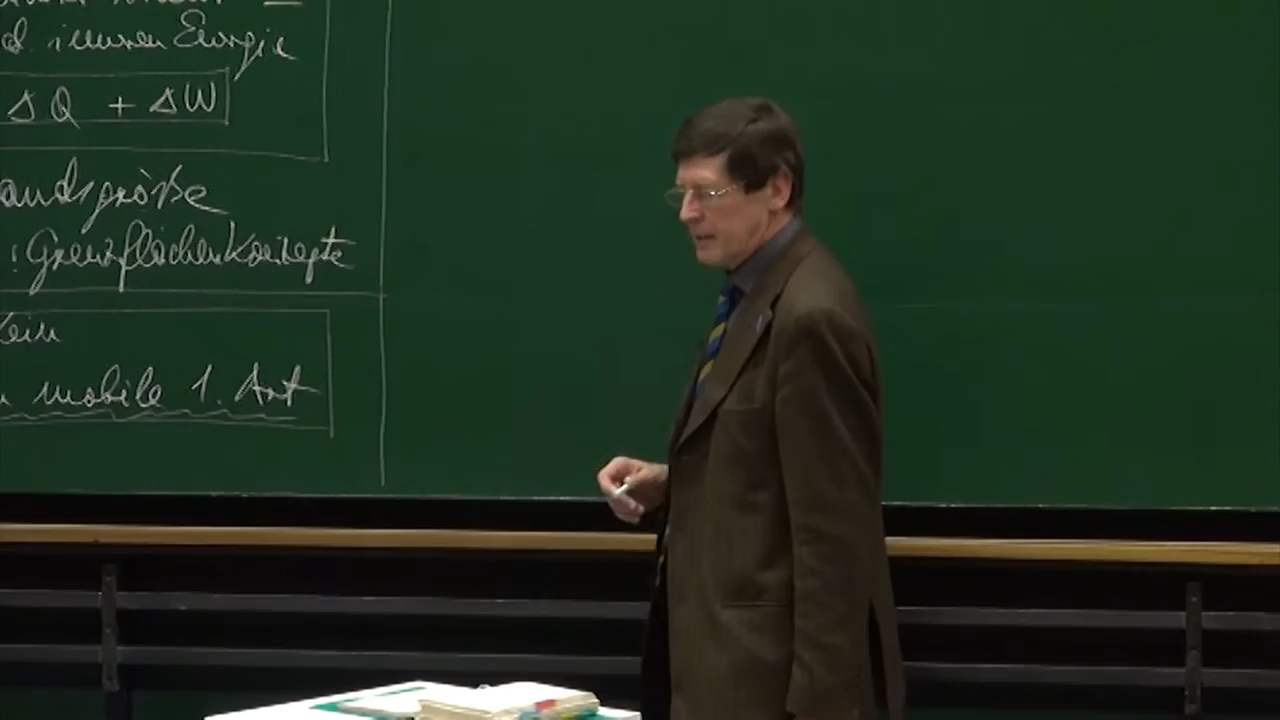 d. inneren Energie
ΔQ + ΔW
andsgröße
: Grenzflächenkonzepte
Kein
mobile 1. Art